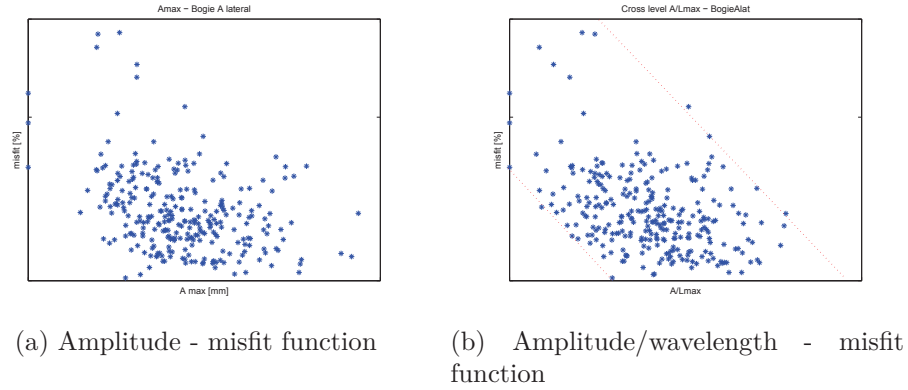 Amax – Bogie A lateral
misfit [%]
A max [mm]
(a) Amplitude - misfit function
Cross level A/Lmax – BogieAlat
misfit [%]
A/Lmax
(b) Amplitude/wavelength - misfit
function